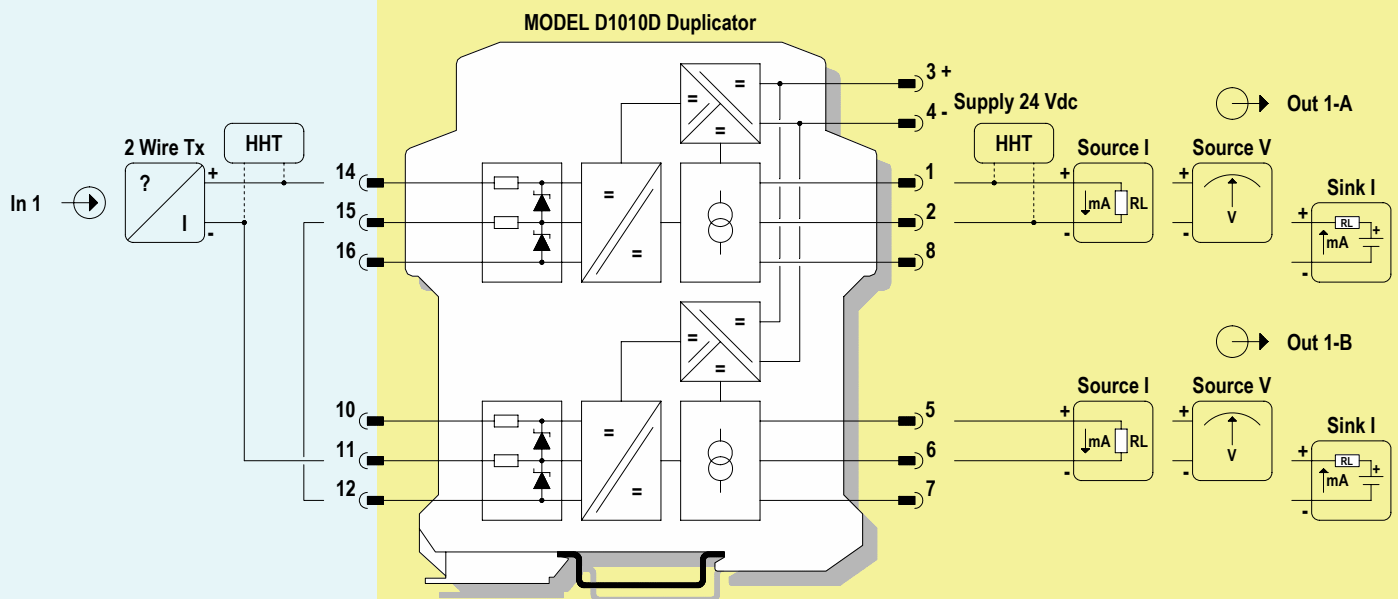 MODEL D1010D Duplicator
=
=
=
3 +
4 -
Supply 24 Vdc
Out 1-A
2 Wire Tx
HHT
HHT
Source I
Source V
Sink I
In 1
?
I
+
-
14
15
16
=
=
1
2
8
+
-
mA
RL
+
-
V
+
-
RL
mA
+
=
=
=
Out 1-B
10
11
12
=
=
5
6
7
Source I
Source V
Sink I
+
-
mA
RL
+
-
V
+
-
RL
mA
+